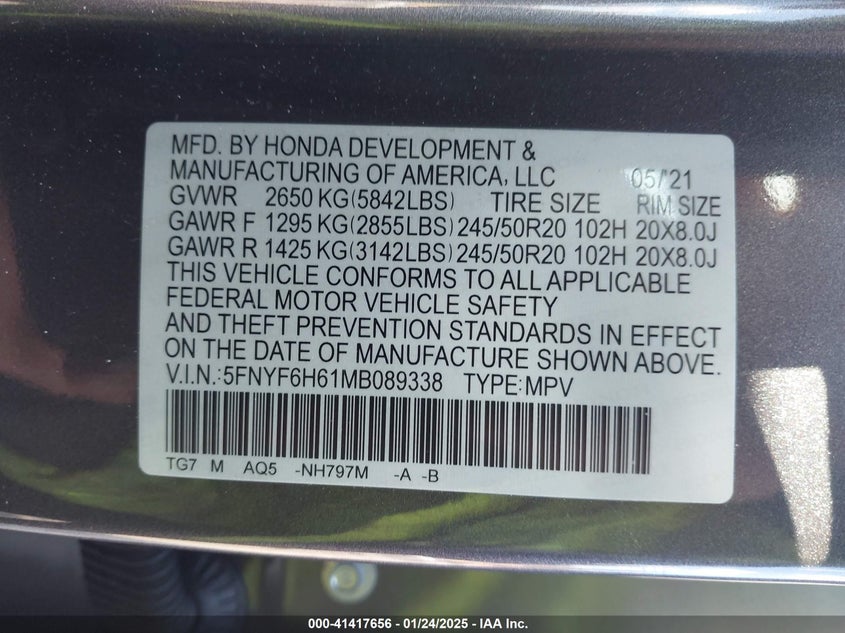 MFD. BY HONDA DEVELOPMENT &
MANUFACTURING OF AMERICA, LLC 05/'21
GVWR 2650 KG(5842LBS) TIRE SIZE RIM SIZE
GAWR F 1295 KG(2855LBS) 245/50R20 102H 20X8.0J
GAWR R 1425 KG(3142LBS) 245/50R20 102H 20X8.0J
THIS VEHICLE CONFORMS TO ALL APPLICABLE
FEDERAL MOTOR VEHICLE SAFETY
AND THEFT PREVENTION STANDARDS IN EFFECT
ON THE DATE OF MANUFACTURE SHOWN ABOVE.
V.I.N.:5FNYF6H61MB089338 TYPE:MPV
TG7 M AQ5 -NH797M -A -B
000-41417656 - 01/24/2025 - IAA Inc.